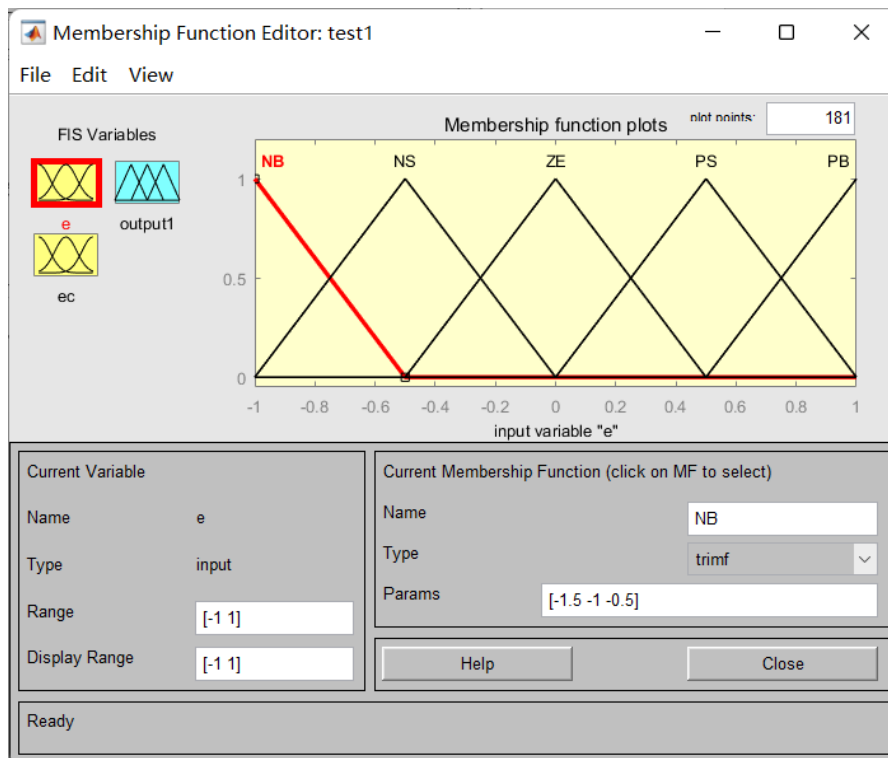 Membership Function Editor: test1
File Edit View
FIS Variables
Membership function plots
plot points:
181
e
output1
ec
NB NS ZE PS PB
1
0.5
0
-1 -0.8 -0.6 -0.4 -0.2 0 0.2 0.4 0.6 0.8 1
input variable "e"
Current Variable
Name e
Type input
Range [-1 1]
Display Range [-1 1]
Current Membership Function (click on MF to select)
Name NB
Type trimf
Params [-1.5 -1 -0.5]
Help Close
Ready